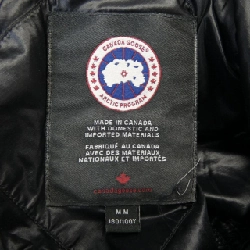 CANADA GOOSE
ARCTIC PROGRAM
MADE IN CANADA
WITH DOMESTIC AND
IMPORTED MATERIALS
FABRIQUÉ AU CANADA
AVEC DES MATERIAUX
NATIONAUX ET IMPORTÉS
M/M